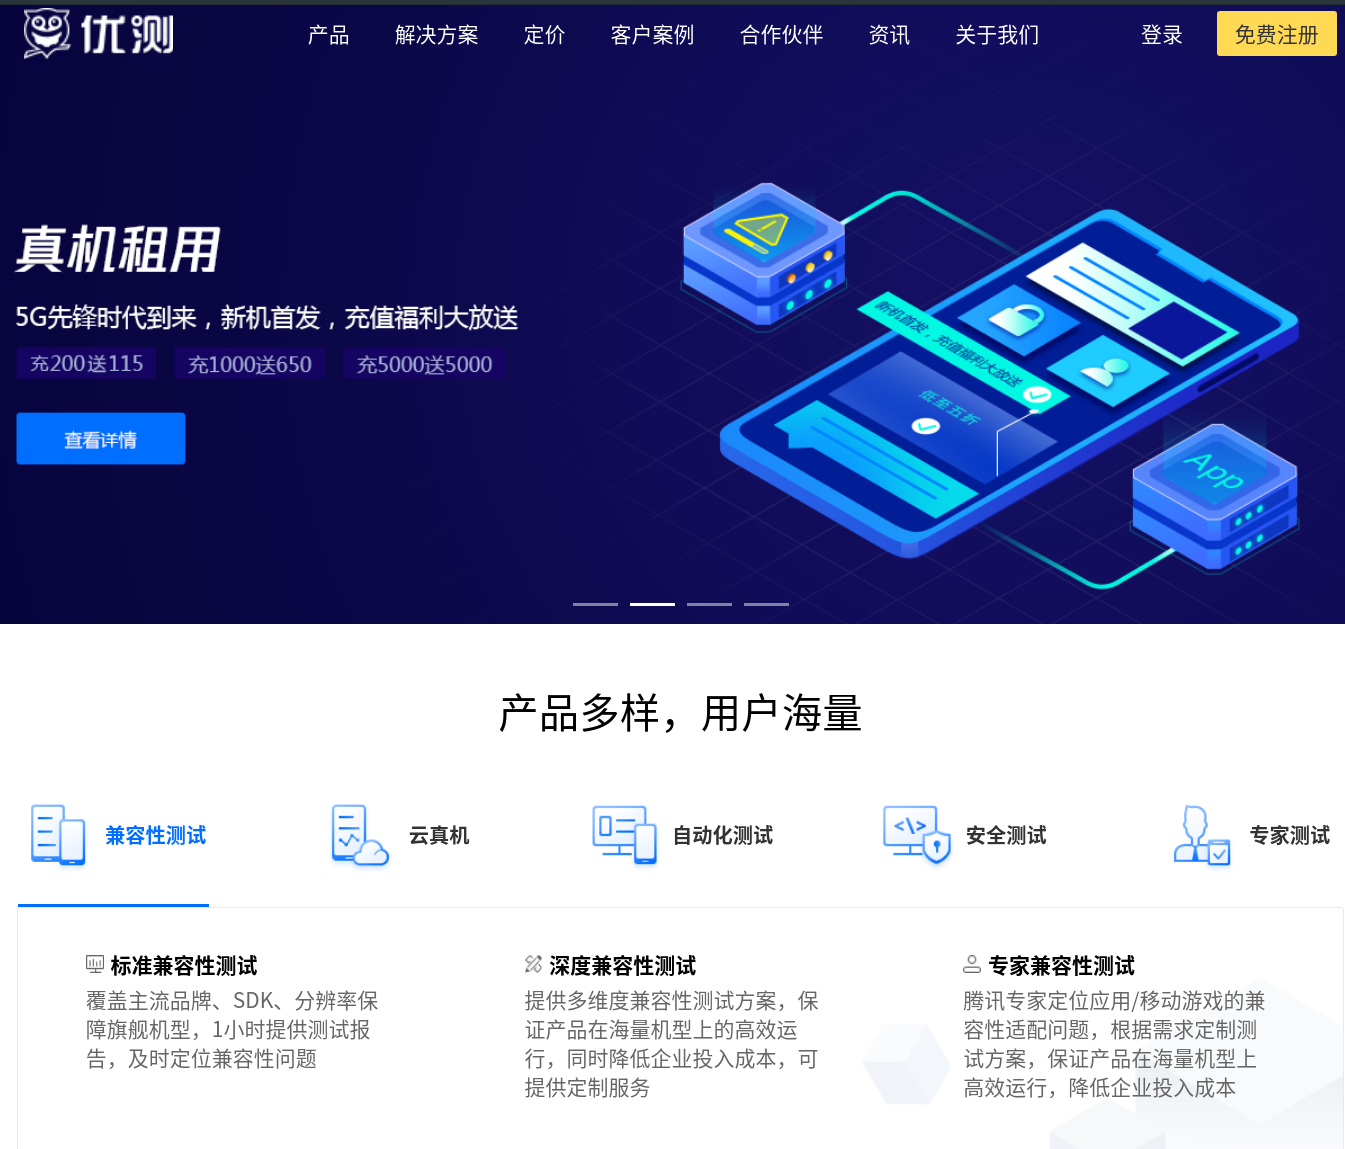 优测
产品 解决方案 定价 客户案例 合作伙伴 资讯 关于我们 登录 免费注册
真机租用
5G先锋时代到来，新机首发，充值福利大放送
充200送115 充1000送650 充5000送5000
查看详情
新机首发，充值福利大放送
低至五折
App
产品多样，用户海量
兼容性测试 云真机 自动化测试 安全测试 专家测试
标准兼容性测试
覆盖主流品牌、SDK、分辨率保
障旗舰机型，1小时提供测试报
告，及时定位兼容性问题
深度兼容性测试
提供多维度兼容性测试方案，保
证产品在海量机型上的高效运
行，同时降低企业投入成本，可
提供定制服务
专家兼容性测试
腾讯专家定位应用/移动游戏的兼
容性适配问题，根据需求定制测
试方案，保证产品在海量机型上
高效运行，降低企业投入成本